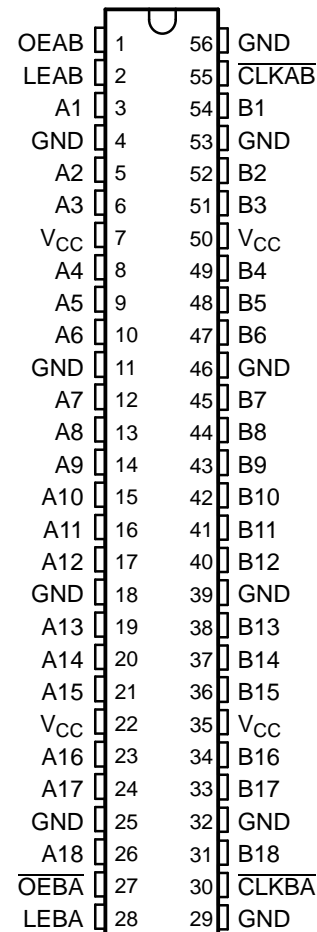 OEAB 1 56 GND
LEAB 2 55 C̅L̅K̅A̅B̅
A1 3 54 B1
GND 4 53 GND
A2 5 52 B2
A3 6 51 B3
VCC 7 50 VCC
A4 8 49 B4
A5 9 48 B5
A6 10 47 B6
GND 11 46 GND
A7 12 45 B7
A8 13 44 B8
A9 14 43 B9
A10 15 42 B10
A11 16 41 B11
A12 17 40 B12
GND 18 39 GND
A13 19 38 B13
A14 20 37 B14
A15 21 36 B15
VCC 22 35 VCC
A16 23 34 B16
A17 24 33 B17
GND 25 32 GND
A18 26 31 B18
O̅E̅B̅A̅ 27 30 C̅L̅K̅B̅A̅
LEBA 28 29 GND